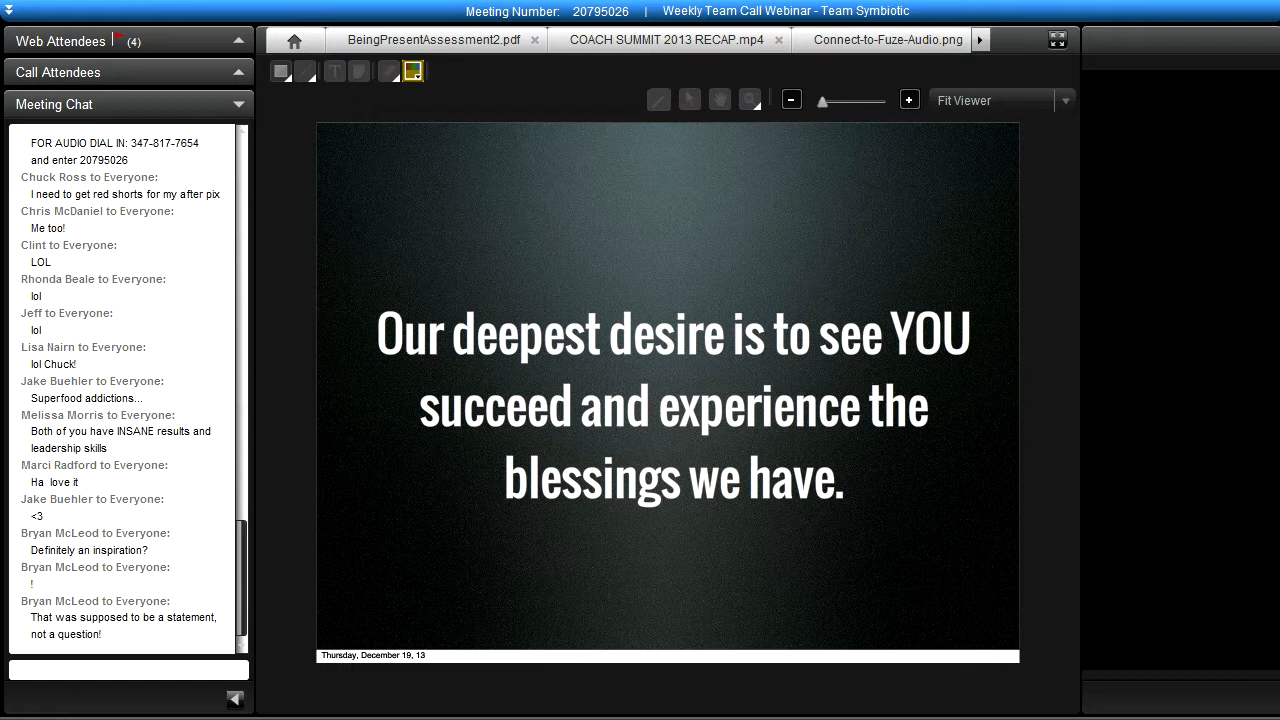 Meeting Number: 20795026 | Weekly Team Call Webinar - Team Symbiotic
Web Attendees (4)
Call Attendees
Meeting Chat
FOR AUDIO DIAL IN: 347-817-7654
and enter 20795026
Chuck Ross to Everyone:
I need to get red shorts for my after pix
Chris McDaniel to Everyone:
Me too!
Clint to Everyone:
LOL
Rhonda Beale to Everyone:
lol
Jeff to Everyone:
lol
Lisa Nairn to Everyone:
lol Chuck!
Jake Buehler to Everyone:
Superfood addictions...
Melissa Morris to Everyone:
Both of you have INSANE results and
leadership skills
Marci Radford to Everyone:
Ha love it
Jake Buehler to Everyone:
<3
Bryan McLeod to Everyone:
Definitely an inspiration?
Bryan McLeod to Everyone:
!
Bryan McLeod to Everyone:
That was supposed to be a statement,
not a question!
BeingPresentAssessment2.pdf
COACH SUMMIT 2013 RECAP.mp4
Connect-to-Fuze-Audio.png
T
Fit Viewer
Our deepest desire is to see YOU
succeed and experience the
blessings we have.
Thursday, December 19, 13